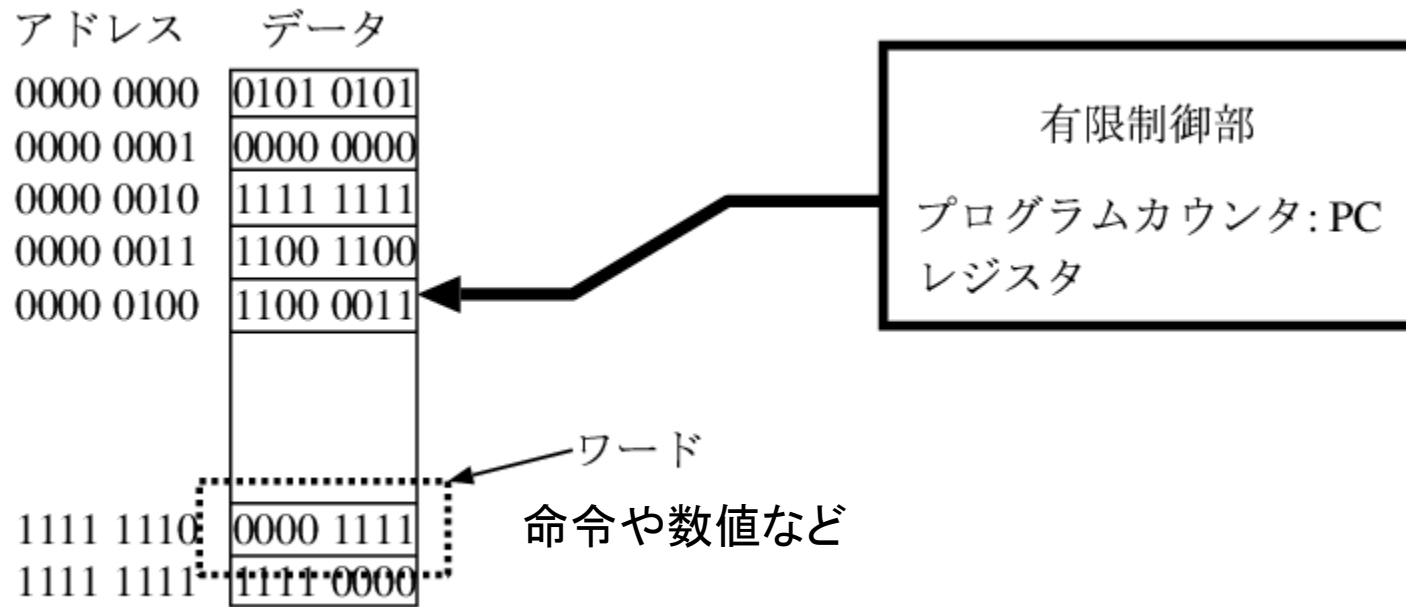 アドレス データ
0000 0000 0101 0101
0000 0001 0000 0000
0000 0010 1111 1111
0000 0011 1100 1100
0000 0100 1100 0011
有限制御部
プログラムカウンタ: PC
レジスタ
ワード
1111 1110 0000 1111 命令や数値など
1111 1111 1111 0000